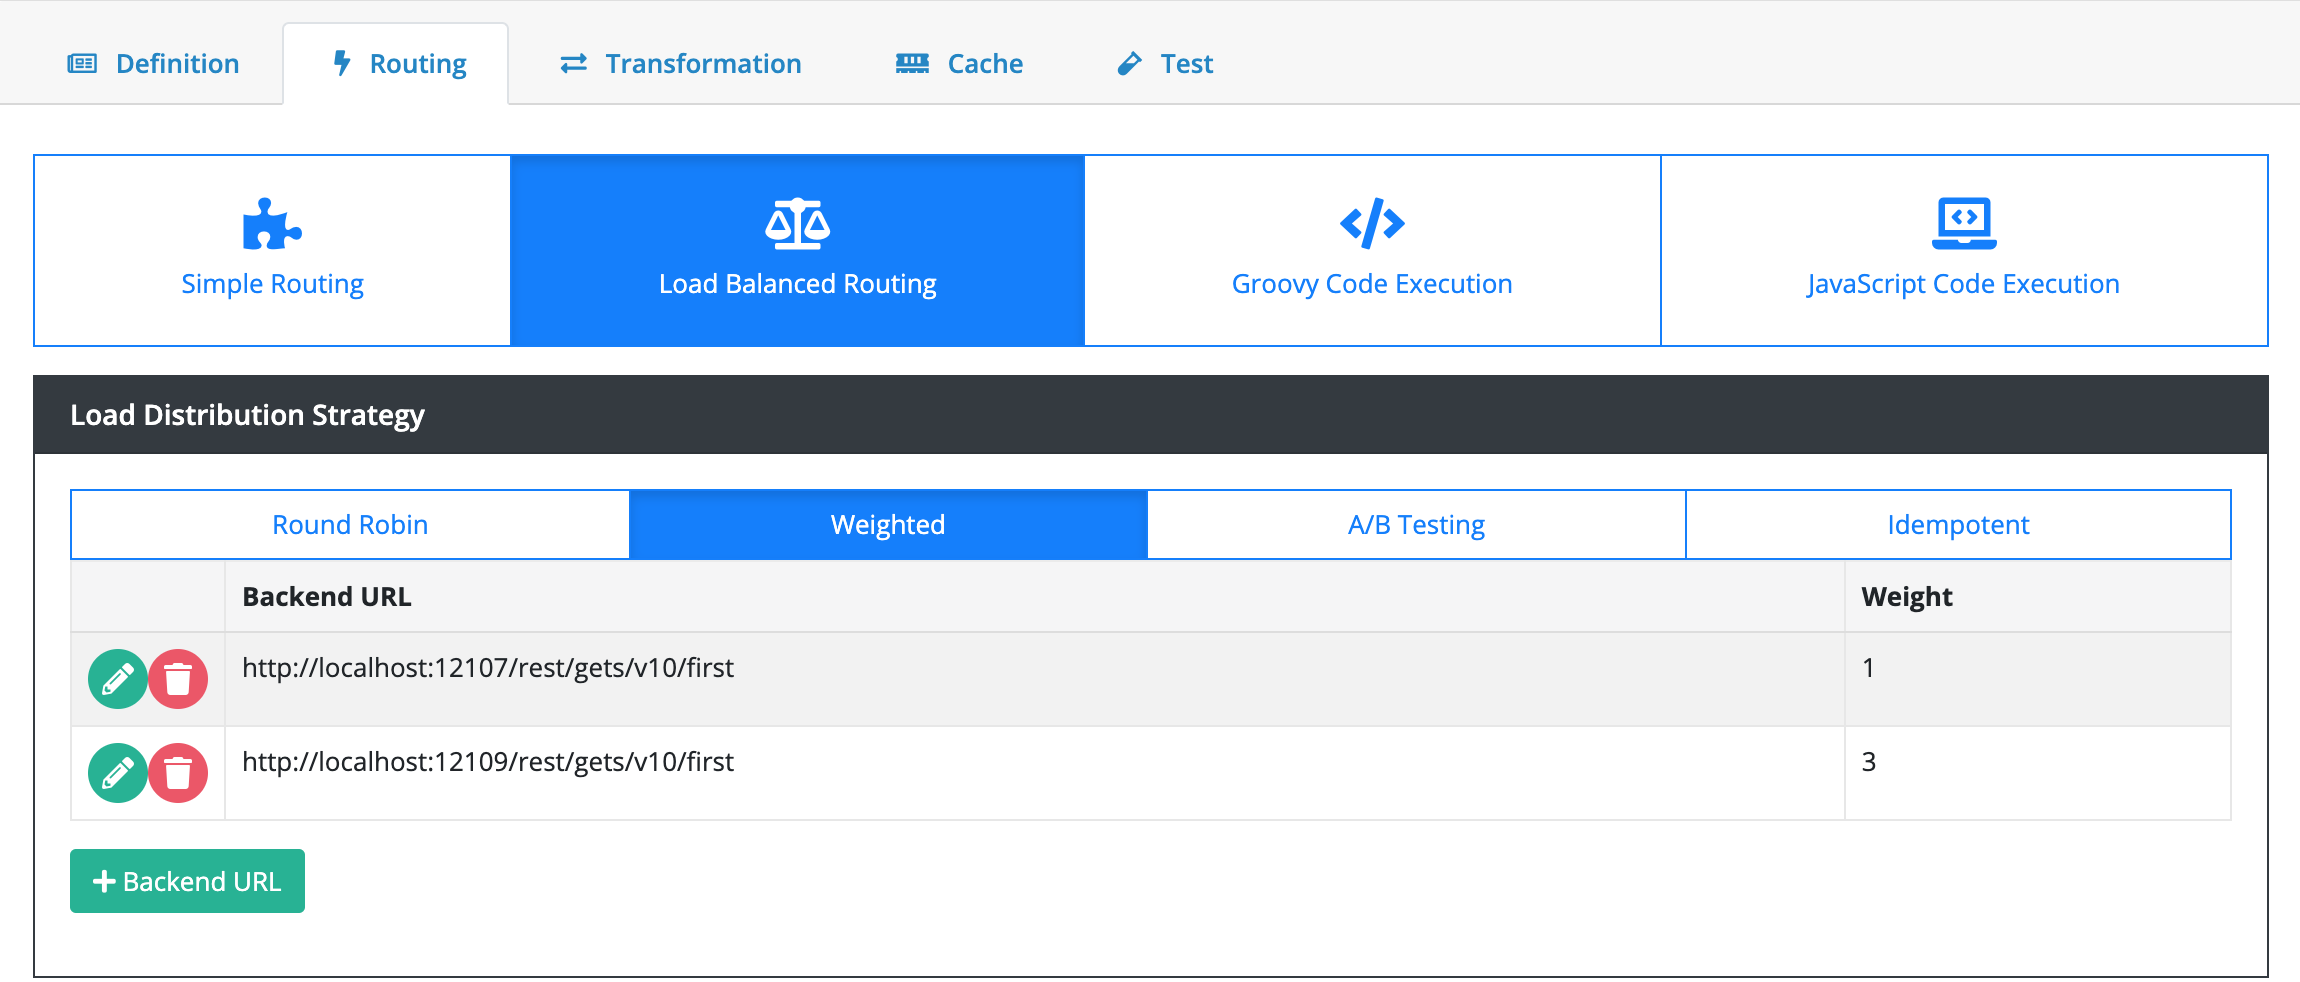 Definition Routing Transformation Cache Test
Simple Routing Load Balanced Routing Groovy Code Execution JavaScript Code Execution
Load Distribution Strategy
Round Robin Weighted A/B Testing Idempotent
Backend URL Weight
http://localhost:12107/rest/gets/v10/first 1
http://localhost:12109/rest/gets/v10/first 3
+ Backend URL